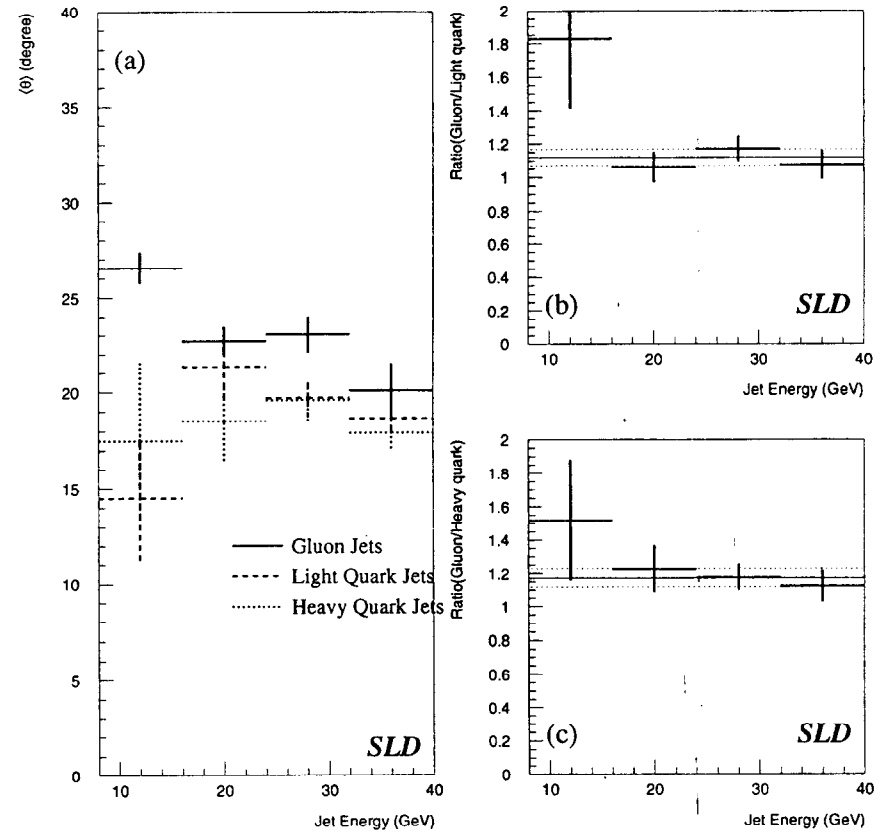 ⟨θ⟩ (degree)
40
35
30
25
20
15
10
5
0
(a)
Gluon Jets
Light Quark Jets
Heavy Quark Jets
SLD
10
20
30
40
Jet Energy (GeV)
Ratio(Gluon/Light quark)
2
1.8
1.6
1.4
1.2
1
0.8
0.6
0.4
0.2
0
(b)
SLD
10
20
30
40
Jet Energy (GeV)
Ratio(Gluon/Heavy quark)
2
1.8
1.6
1.4
1.2
1
0.8
0.6
0.4
0.2
0
(c)
SLD
10
20
30
40
Jet Energy (GeV)